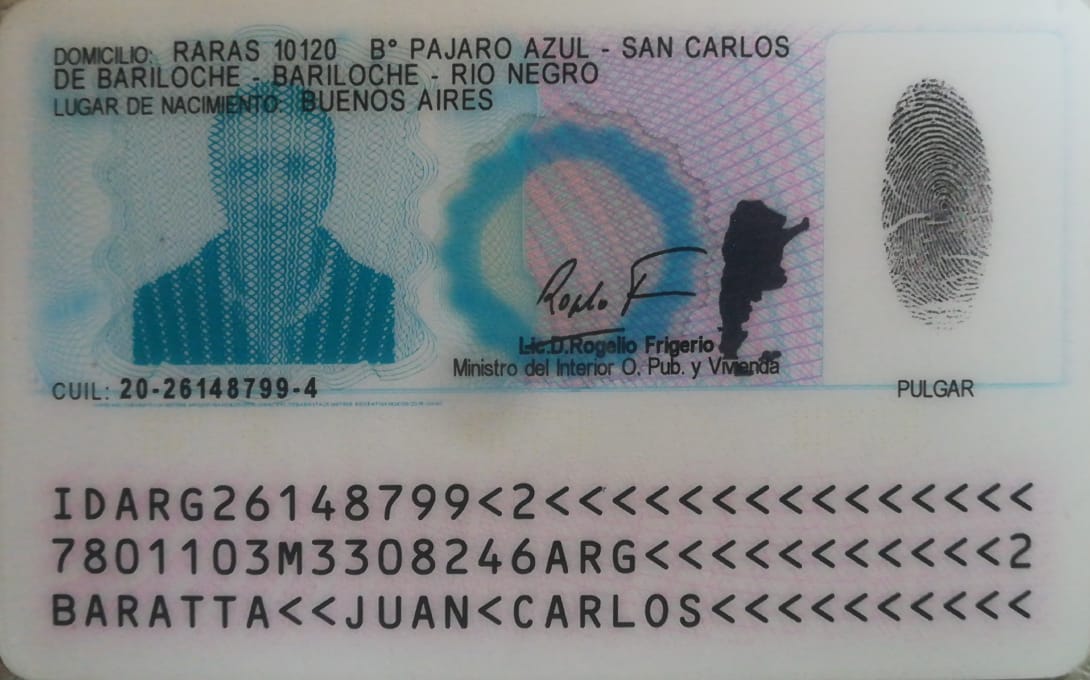 DOMICILIO: RARAS 10120 B° PAJARO AZUL - SAN CARLOS
DE BARILOCHE - BARILOCHE - RIO NEGRO
LUGAR DE NACIMIENTO: BUENOS AIRES
Lic.D.Rogelio Frigerio
Ministro del Interior O. Pub. y Vivienda
CUIL: 20-26148799-4
PULGAR
IDARG26148799<2<<<<<<<<<<<<<<<
7801103M3308246ARG<<<<<<<<<<<2
BARATTA<<JUAN<CARLOS<<<<<<<<<<